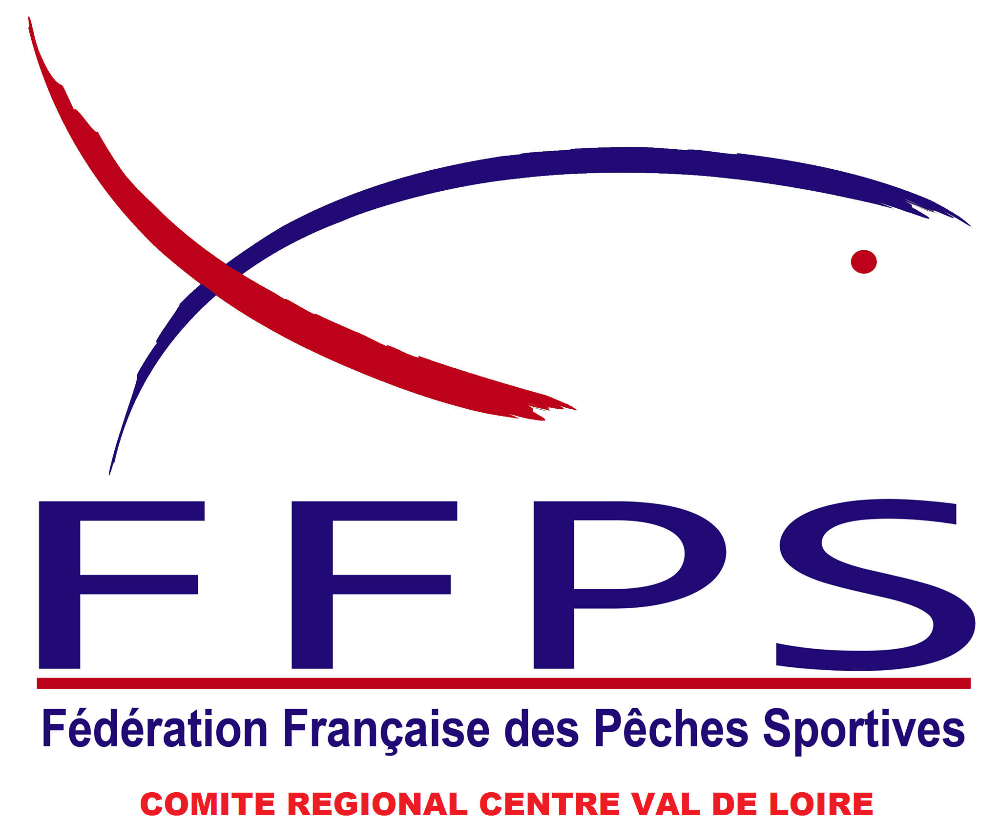 FFPS
Fédération Française des Pêches Sportives
COMITE REGIONAL CENTRE VAL DE LOIRE